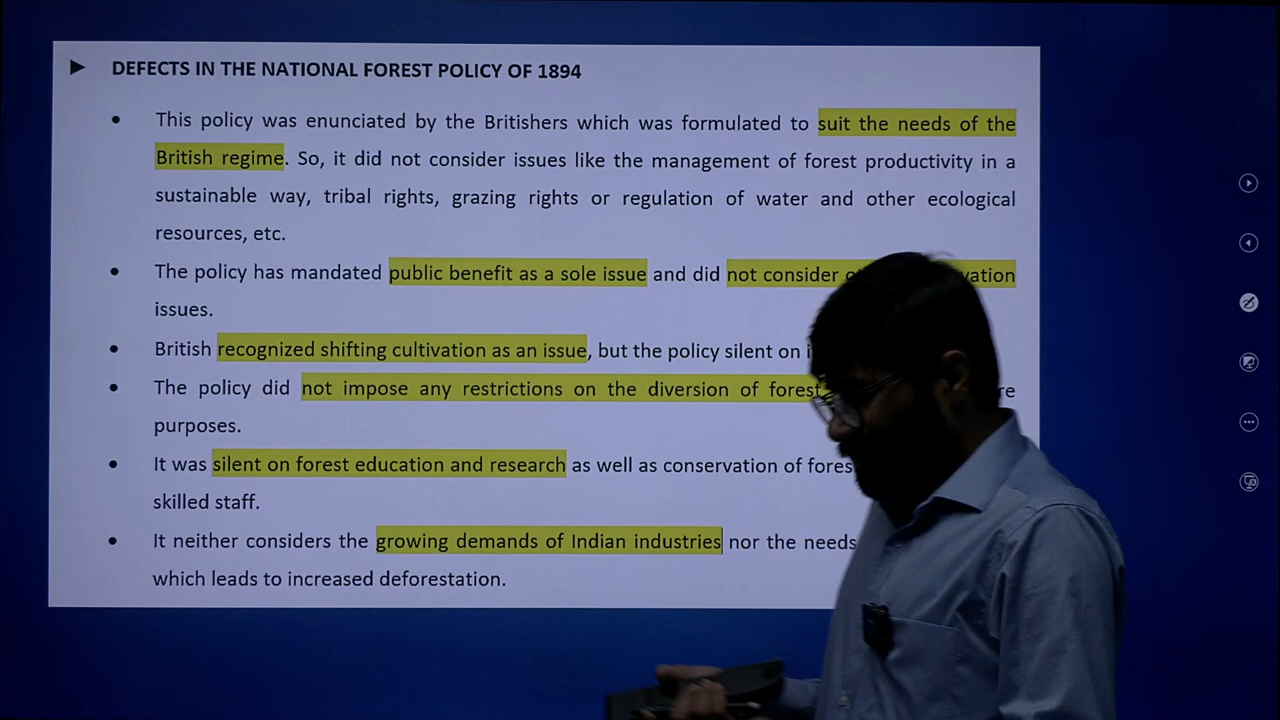 DEFECTS IN THE NATIONAL FOREST POLICY OF 1894
This policy was enunciated by the Britishers which was formulated to suit the needs of the
British regime. So, it did not consider issues like the management of forest productivity in a
sustainable way, tribal rights, grazing rights or regulation of water and other ecological
resources, etc.
The policy has mandated public benefit as a sole issue and did not consider
issues.
British recognized shifting cultivation as an issue, but the policy silent on
The policy did not impose any restrictions on the diversion of forest
purposes.
It was silent on forest education and research as well as conservation of
skilled staff.
It neither considers the growing demands of Indian industries nor the needs
which leads to increased deforestation.